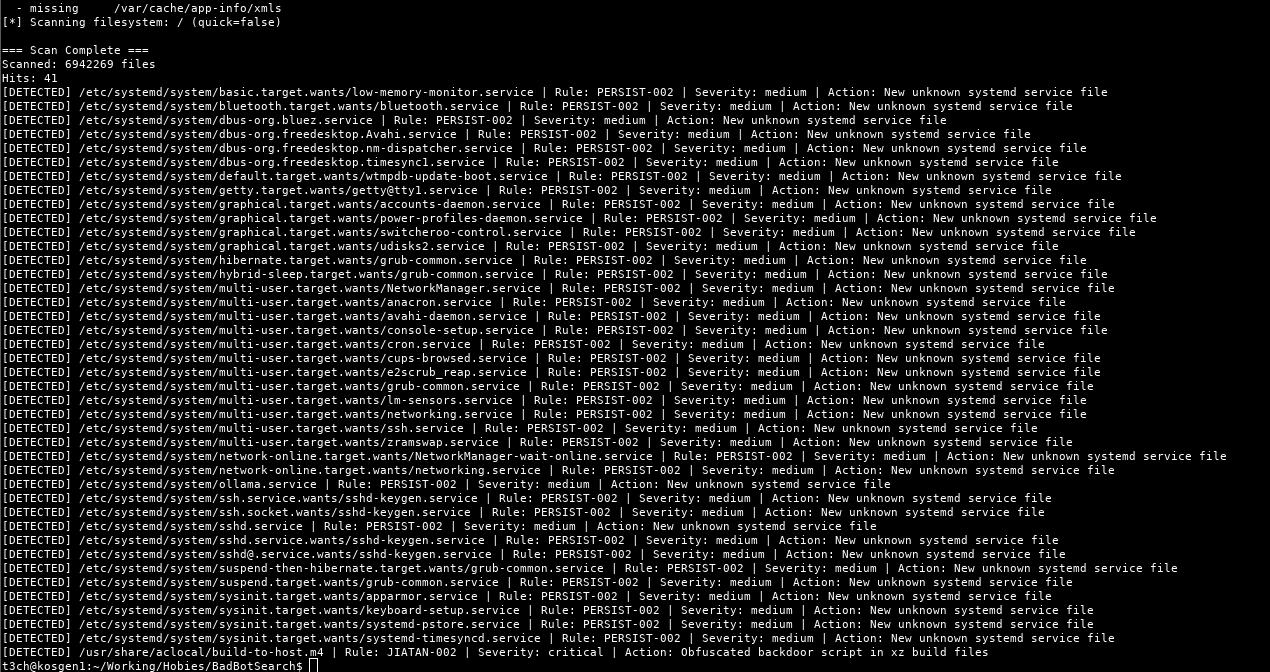 - missing     /var/cache/app-info/xmls
[*] Scanning filesystem: / (quick=false)

=== Scan Complete ===
Scanned: 6942269 files
Hits: 41
[DETECTED] /etc/systemd/system/basic.target.wants/low-memory-monitor.service | Rule: PERSIST-002 | Severity: medium | Action: New unknown systemd service file
[DETECTED] /etc/systemd/system/bluetooth.target.wants/bluetooth.service | Rule: PERSIST-002 | Severity: medium | Action: New unknown systemd service file
[DETECTED] /etc/systemd/system/dbus-org.bluez.service | Rule: PERSIST-002 | Severity: medium | Action: New unknown systemd service file
[DETECTED] /etc/systemd/system/dbus-org.freedesktop.Avahi.service | Rule: PERSIST-002 | Severity: medium | Action: New unknown systemd service file
[DETECTED] /etc/systemd/system/dbus-org.freedesktop.nm-dispatcher.service | Rule: PERSIST-002 | Severity: medium | Action: New unknown systemd service file
[DETECTED] /etc/systemd/system/dbus-org.freedesktop.timesync1.service | Rule: PERSIST-002 | Severity: medium | Action: New unknown systemd service file
[DETECTED] /etc/systemd/system/default.target.wants/wtmpdb-update-boot.service | Rule: PERSIST-002 | Severity: medium | Action: New unknown systemd service file
[DETECTED] /etc/systemd/system/getty.target.wants/getty@tty1.service | Rule: PERSIST-002 | Severity: medium | Action: New unknown systemd service file
[DETECTED] /etc/systemd/system/graphical.target.wants/accounts-daemon.service | Rule: PERSIST-002 | Severity: medium | Action: New unknown systemd service file
[DETECTED] /etc/systemd/system/graphical.target.wants/power-profiles-daemon.service | Rule: PERSIST-002 | Severity: medium | Action: New unknown systemd service file
[DETECTED] /etc/systemd/system/graphical.target.wants/switcheroo-control.service | Rule: PERSIST-002 | Severity: medium | Action: New unknown systemd service file
[DETECTED] /etc/systemd/system/graphical.target.wants/udisks2.service | Rule: PERSIST-002 | Severity: medium | Action: New unknown systemd service file
[DETECTED] /etc/systemd/system/hibernate.target.wants/grub-common.service | Rule: PERSIST-002 | Severity: medium | Action: New unknown systemd service file
[DETECTED] /etc/systemd/system/hybrid-sleep.target.wants/grub-common.service | Rule: PERSIST-002 | Severity: medium | Action: New unknown systemd service file
[DETECTED] /etc/systemd/system/multi-user.target.wants/NetworkManager.service | Rule: PERSIST-002 | Severity: medium | Action: New unknown systemd service file
[DETECTED] /etc/systemd/system/multi-user.target.wants/anacron.service | Rule: PERSIST-002 | Severity: medium | Action: New unknown systemd service file
[DETECTED] /etc/systemd/system/multi-user.target.wants/avahi-daemon.service | Rule: PERSIST-002 | Severity: medium | Action: New unknown systemd service file
[DETECTED] /etc/systemd/system/multi-user.target.wants/console-setup.service | Rule: PERSIST-002 | Severity: medium | Action: New unknown systemd service file
[DETECTED] /etc/systemd/system/multi-user.target.wants/cron.service | Rule: PERSIST-002 | Severity: medium | Action: New unknown systemd service file
[DETECTED] /etc/systemd/system/multi-user.target.wants/cups-browsed.service | Rule: PERSIST-002 | Severity: medium | Action: New unknown systemd service file
[DETECTED] /etc/systemd/system/multi-user.target.wants/e2scrub_reap.service | Rule: PERSIST-002 | Severity: medium | Action: New unknown systemd service file
[DETECTED] /etc/systemd/system/multi-user.target.wants/grub-common.service | Rule: PERSIST-002 | Severity: medium | Action: New unknown systemd service file
[DETECTED] /etc/systemd/system/multi-user.target.wants/lm-sensors.service | Rule: PERSIST-002 | Severity: medium | Action: New unknown systemd service file
[DETECTED] /etc/systemd/system/multi-user.target.wants/networking.service | Rule: PERSIST-002 | Severity: medium | Action: New unknown systemd service file
[DETECTED] /etc/systemd/system/multi-user.target.wants/ssh.service | Rule: PERSIST-002 | Severity: medium | Action: New unknown systemd service file
[DETECTED] /etc/systemd/system/multi-user.target.wants/zramswap.service | Rule: PERSIST-002 | Severity: medium | Action: New unknown systemd service file
[DETECTED] /etc/systemd/system/network-online.target.wants/NetworkManager-wait-online.service | Rule: PERSIST-002 | Severity: medium | Action: New unknown systemd service file
[DETECTED] /etc/systemd/system/network-online.target.wants/networking.service | Rule: PERSIST-002 | Severity: medium | Action: New unknown systemd service file
[DETECTED] /etc/systemd/system/ollama.service | Rule: PERSIST-002 | Severity: medium | Action: New unknown systemd service file
[DETECTED] /etc/systemd/system/ssh.service.wants/sshd-keygen.service | Rule: PERSIST-002 | Severity: medium | Action: New unknown systemd service file
[DETECTED] /etc/systemd/system/ssh.socket.wants/sshd-keygen.service | Rule: PERSIST-002 | Severity: medium | Action: New unknown systemd service file
[DETECTED] /etc/systemd/system/sshd.service | Rule: PERSIST-002 | Severity: medium | Action: New unknown systemd service file
[DETECTED] /etc/systemd/system/sshd.service.wants/sshd-keygen.service | Rule: PERSIST-002 | Severity: medium | Action: New unknown systemd service file
[DETECTED] /etc/systemd/system/sshd@.service.wants/sshd-keygen.service | Rule: PERSIST-002 | Severity: medium | Action: New unknown systemd service file
[DETECTED] /etc/systemd/system/suspend-then-hibernate.target.wants/grub-common.service | Rule: PERSIST-002 | Severity: medium | Action: New unknown systemd service file
[DETECTED] /etc/systemd/system/suspend.target.wants/grub-common.service | Rule: PERSIST-002 | Severity: medium | Action: New unknown systemd service file
[DETECTED] /etc/systemd/system/sysinit.target.wants/apparmor.service | Rule: PERSIST-002 | Severity: medium | Action: New unknown systemd service file
[DETECTED] /etc/systemd/system/sysinit.target.wants/keyboard-setup.service | Rule: PERSIST-002 | Severity: medium | Action: New unknown systemd service file
[DETECTED] /etc/systemd/system/sysinit.target.wants/systemd-pstore.service | Rule: PERSIST-002 | Severity: medium | Action: New unknown systemd service file
[DETECTED] /etc/systemd/system/sysinit.target.wants/systemd-timesyncd.service | Rule: PERSIST-002 | Severity: medium | Action: New unknown systemd service file
[DETECTED] /usr/share/aclocal/build-to-host.m4 | Rule: JIATAN-002 | Severity: critical | Action: Obfuscated backdoor script in xz build files
t3ch@kosgen1:~/Working/Hobies/BadBotSearch$